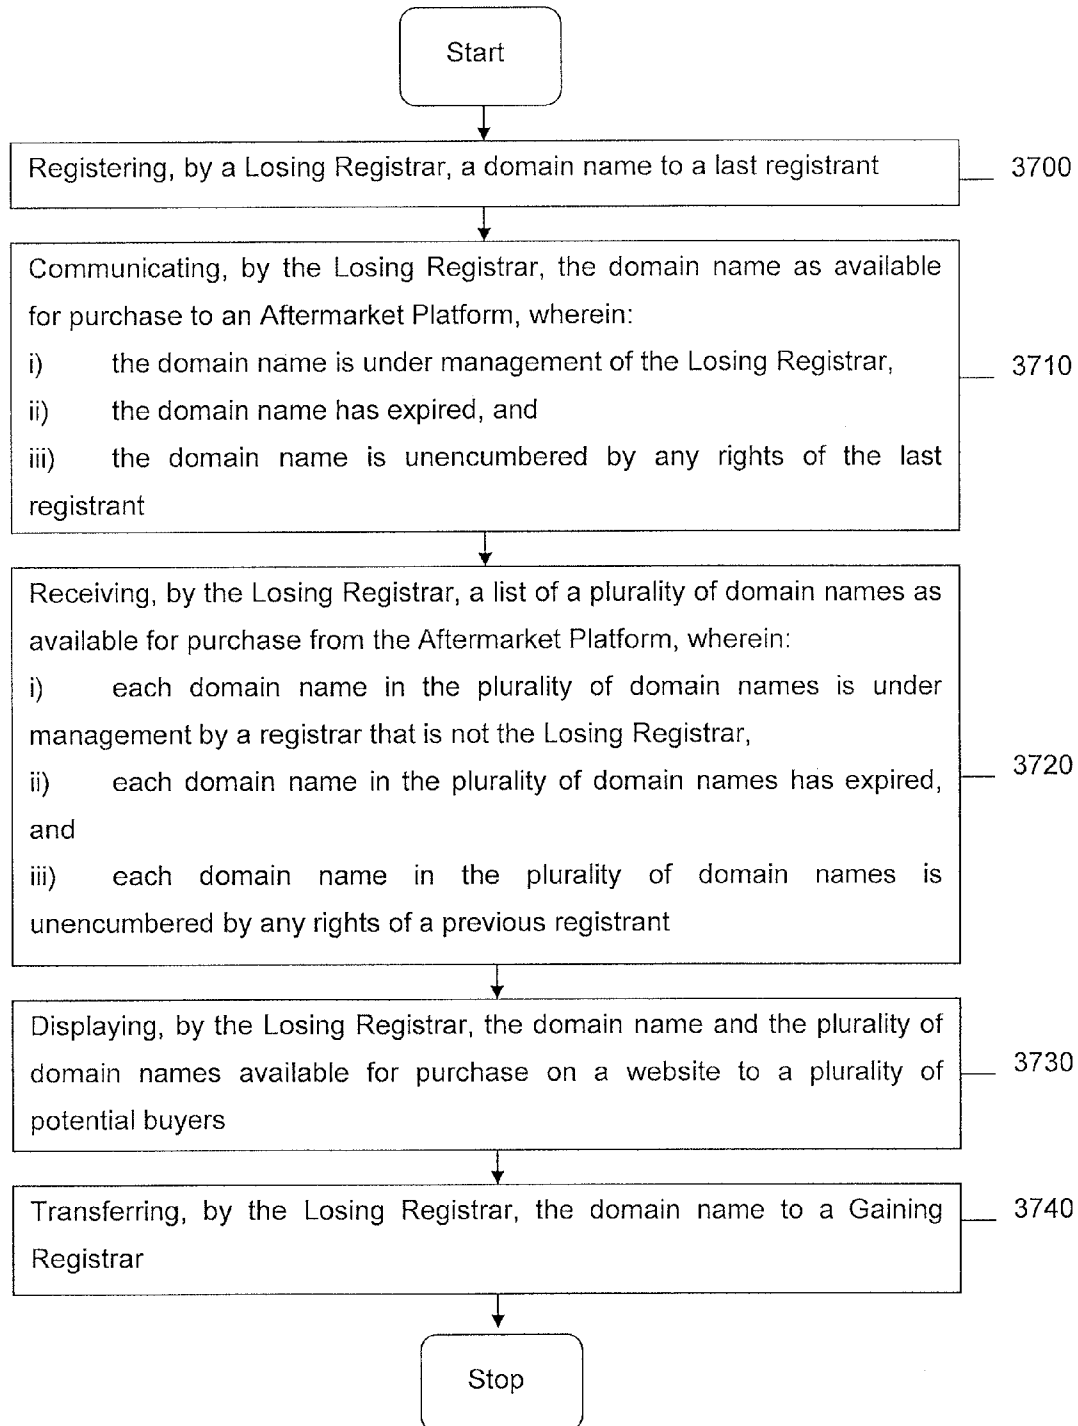 Start
Registering, by a Losing Registrar, a domain name to a last registrant
3700
Communicating, by the Losing Registrar, the domain name as available
for purchase to an Aftermarket Platform, wherein:
i) the domain name is under management of the Losing Registrar,
ii) the domain name has expired, and
iii) the domain name is unencumbered by any rights of the last
registrant
3710
Receiving, by the Losing Registrar, a list of a plurality of domain names as
available for purchase from the Aftermarket Platform, wherein:
i) each domain name in the plurality of domain names is under
management by a registrar that is not the Losing Registrar,
ii) each domain name in the plurality of domain names has expired,
and
iii) each domain name in the plurality of domain names is
unencumbered by any rights of a previous registrant
3720
Displaying, by the Losing Registrar, the domain name and the plurality of
domain names available for purchase on a website to a plurality of
potential buyers
3730
Transferring, by the Losing Registrar, the domain name to a Gaining
Registrar
3740
Stop